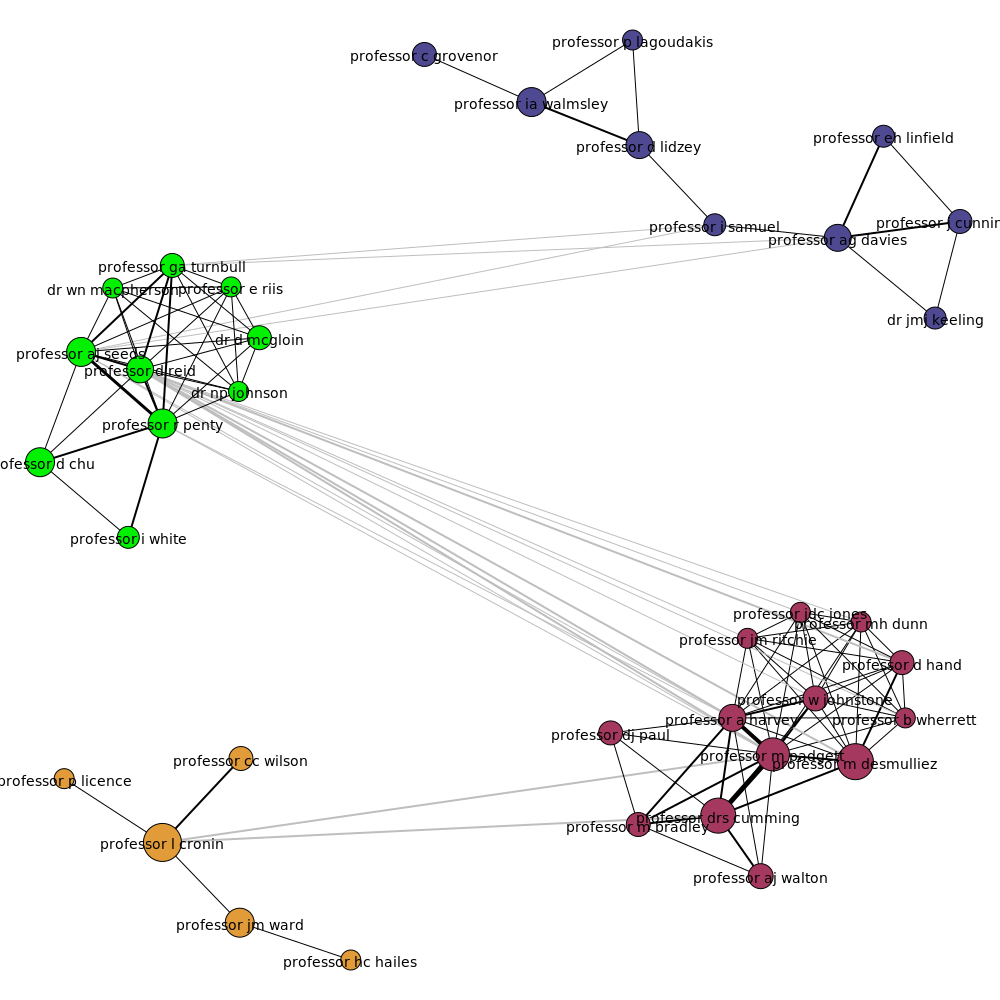 professor p lagoudakis
professor c grovenor
professor ia walmsley
professor eh linfield
professor d lidzey
professor i samuel
professor j cunnin
professor ag davies
professor ga turnbull
dr wn macpherson
professor e riis
dr jmj keeling
dr d mcgloin
professor aj seeds
professor d reid
dr np johnson
professor r penty
ofessor d chu
professor i white
professor jdc jones
professor mh dunn
professor jm ritchie
professor d hand
professor w johnstone
professor a harvey
professor b wherrett
professor dj paul
professor m padgett
professor m desmulliez
professor cc wilson
professor p licence
professor drs cumming
professor m bradley
professor l cronin
professor aj walton
professor jm ward
professor hc hailes